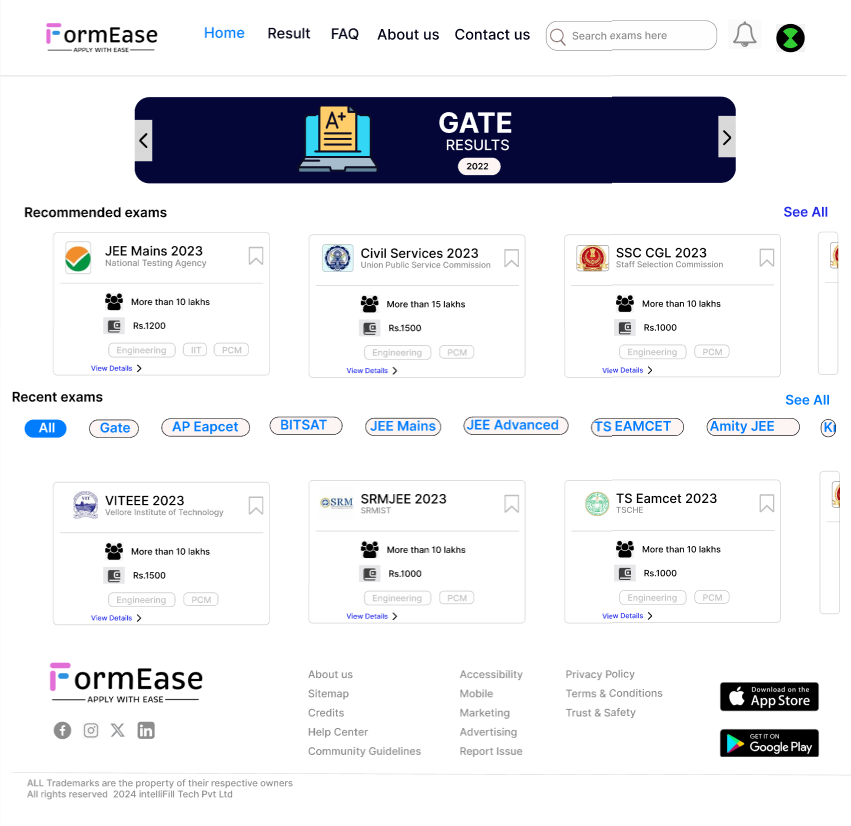 FormEase
APPLY WITH EASE
Home Result FAQ About us Contact us Search exams here
A+
GATE
RESULTS
2022
Recommended exams See All
JEE Mains 2023
National Testing Agency
More than 10 lakhs
Rs.1200
Engineering IIT PCM
View Details
Civil Services 2023
Union Public Service Commission
More than 15 lakhs
Rs.1500
Engineering PCM
View Details
SSC CGL 2023
Staff Selection Commission
More than 10 lakhs
Rs.1000
Engineering PCM
View Details
Recent exams See All
All Gate AP Eapcet BITSAT JEE Mains JEE Advanced TS EAMCET Amity JEE
VIT
VITEEE 2023
Vellore Institute of Technology
More than 10 lakhs
Rs.1500
Engineering PCM
View Details
SRM
SRMJEE 2023
SRMIST
More than 10 lakhs
Rs.1000
Engineering PCM
View Details
TS Eamcet 2023
TSCHE
More than 10 lakhs
Rs.1000
Engineering PCM
View Details
FormEase
APPLY WITH EASE
About us
Sitemap
Credits
Help Center
Community Guidelines
Accessibility
Mobile
Marketing
Advertising
Report Issue
Privacy Policy
Terms & Conditions
Trust & Safety
Download on the
App Store
GET IT ON
Google Play
ALL Trademarks are the property of their respective owners
All rights reserved 2024 intelliFill Tech Pvt Ltd